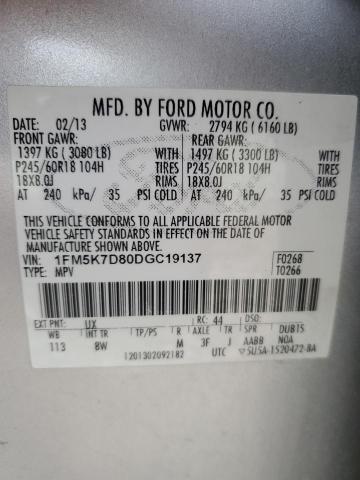 MFD. BY FORD MOTOR CO.
DATE: 02/13 GVWR: 2794 KG (6160 LB)
FRONT GAWR: REAR GAWR:
1397 KG (3080 LB) WITH 1497 KG (3300 LB) WITH
P245/60R18 104H TIRES P245/60R18 104H TIRES
18X8.0J RIMS 18X8.0J RIMS
AT 240 kPa/ 35 PSI COLD AT 240 kPa/ 35 PSI COLD
THIS VEHICLE CONFORMS TO ALL APPLICABLE FEDERAL MOTOR
VEHICLE SAFETY STANDARDS IN EFFECT ON THE DATE OF
MANUFACTURE SHOWN ABOVE.
VIN: 1FM5K7D80DGC19137 F0268
TYPE: MPV T0266
EXT PNT: UX RC: 44 DSO:
WB INT TR TP/PS R AXLE TR SPR DUBTS
113 BW M 3F J AABB NOA
1201302092182 UTC 5U5A-1520472-BA